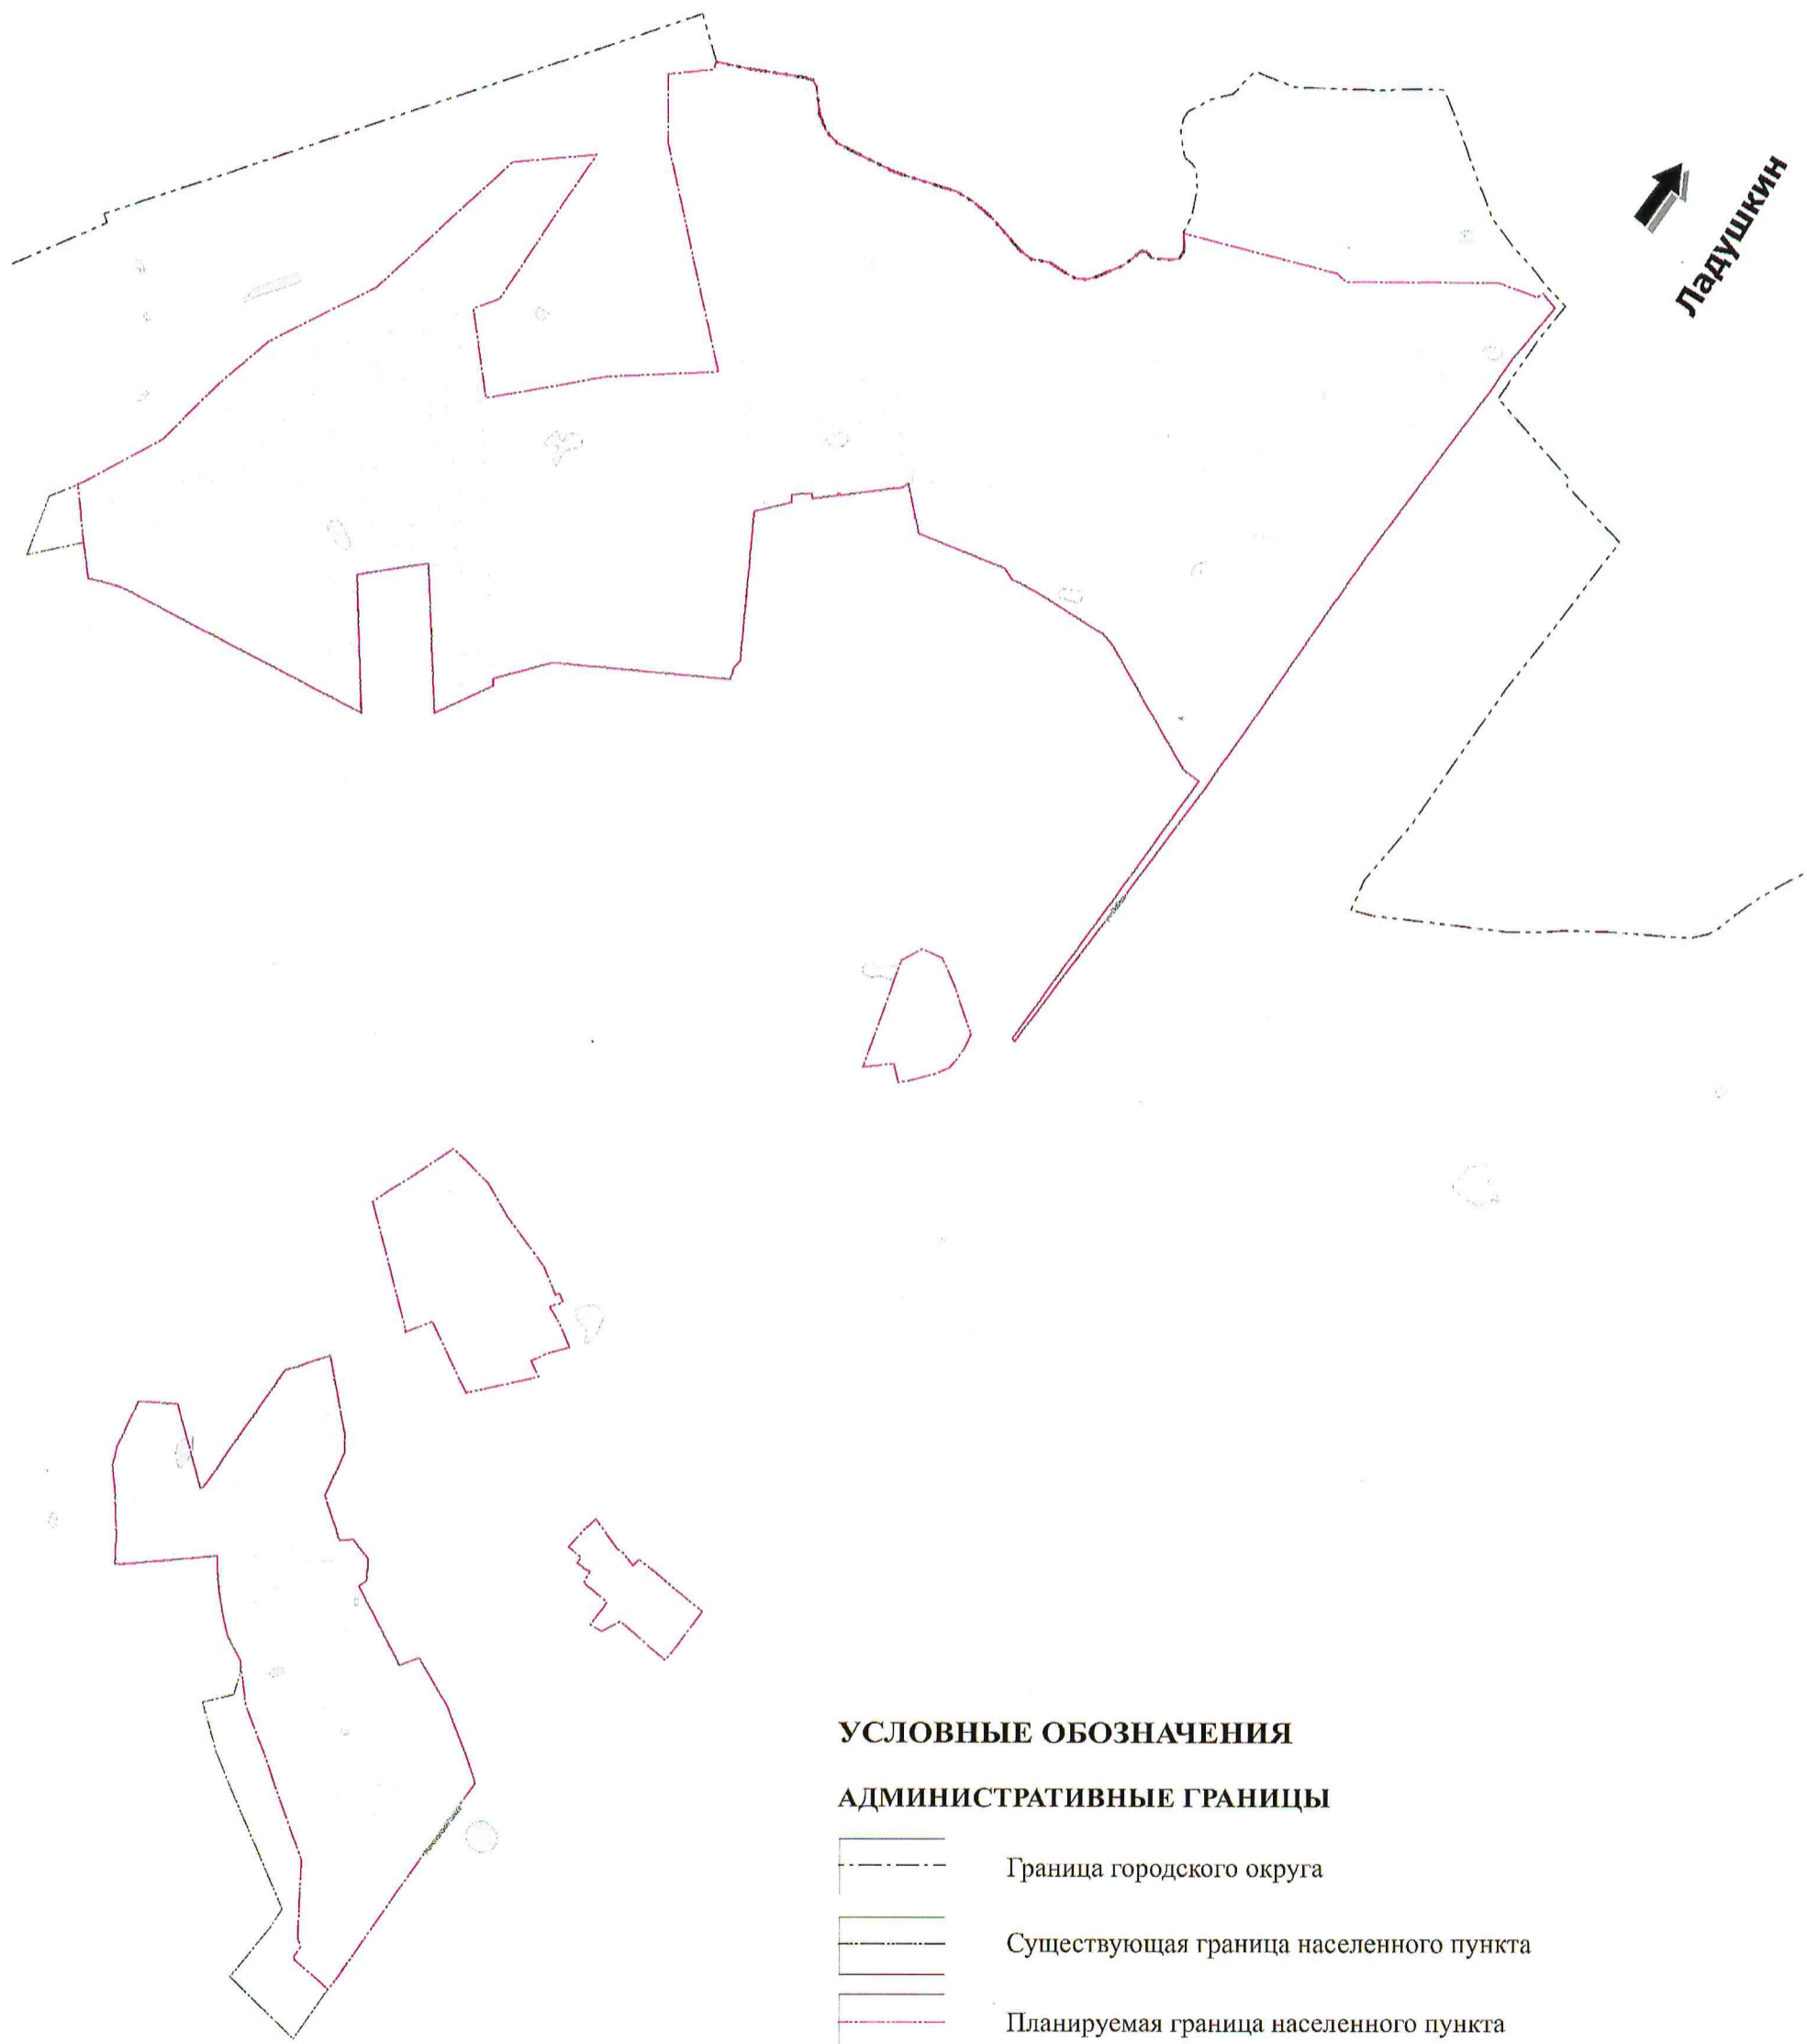 Ладушкин
УСЛОВНЫЕ ОБОЗНАЧЕНИЯ
АДМИНИСТРАТИВНЫЕ ГРАНИЦЫ
Граница городского округа
Существующая граница населенного пункта
Планируемая граница населенного пункта